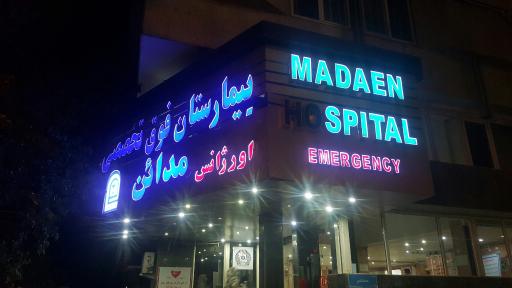 بیمارستان فوق تخصصی
مدائن
اورژانس
MADAEN
HOSPITAL
EMERGENCY